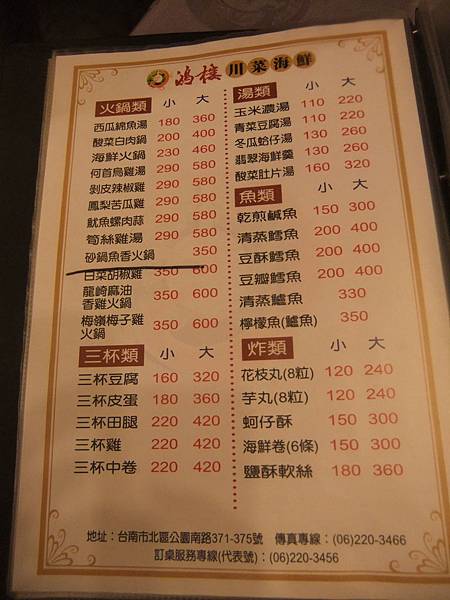 鴻樓 川菜海鮮
火鍋類 小 大
西瓜綿魚湯 180 360
酸菜白肉鍋 200 400
海鮮火鍋 230 460
何首烏雞湯 290 580
剝皮辣椒雞 290 580
鳳梨苦瓜雞 290 580
魷魚螺肉蒜 290 580
筍絲雞湯 290 580
砂鍋魚香火鍋 350
白菜胡椒雞 350 600
龍崎麻油
香雞火鍋 350 600
梅嶺梅子雞
火鍋 350 600
三杯類 小 大
三杯豆腐 160 320
三杯皮蛋 180 360
三杯田腿 220 420
三杯雞 220 420
三杯中卷 220 420
湯類 小 大
玉米濃湯 110 220
青菜豆腐湯 110 220
冬瓜蛤仔湯 130 260
翡翠海鮮羹 130 260
酸菜肚片湯 160 320
魚類 小 大
乾煎鹹魚 150 300
清蒸鱈魚 200 400
豆酥鱈魚 200 400
豆瓣鱈魚 200 400
清蒸鱸魚 330
檸檬魚(鱸魚) 350
炸類 小 大
花枝丸(8粒) 120 240
芋丸(8粒) 120 240
蚵仔酥 150 300
海鮮卷(6條) 150 300
鹽酥軟絲 180 360
地址：台南市北區公園南路371-375號 傳真專線：(06)220-3466
訂桌服務專線(代表號)：(06)220-3456